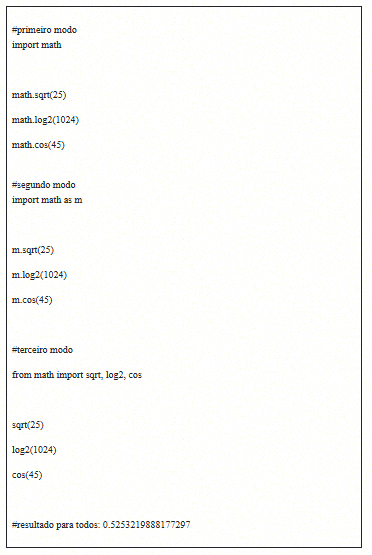 #primeiro modo
import math
math.sqrt(25)
math.log2(1024)
math.cos(45)
#segundo modo
import math as m
m.sqrt(25)
m.log2(1024)
m.cos(45)
#terceiro modo
from math import sqrt, log2, cos
sqrt(25)
log2(1024)
cos(45)
#resultado para todos: 0.5253219888177297